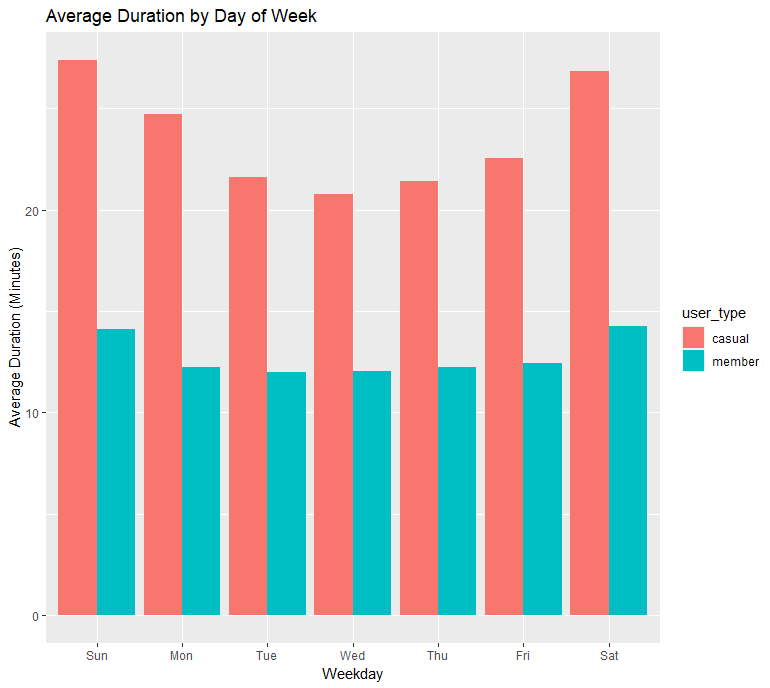 Average Duration by Day of Week
Average Duration (Minutes)
20
10
0
Sun Mon Tue Wed Thu Fri Sat
Weekday
user_type
casual
member